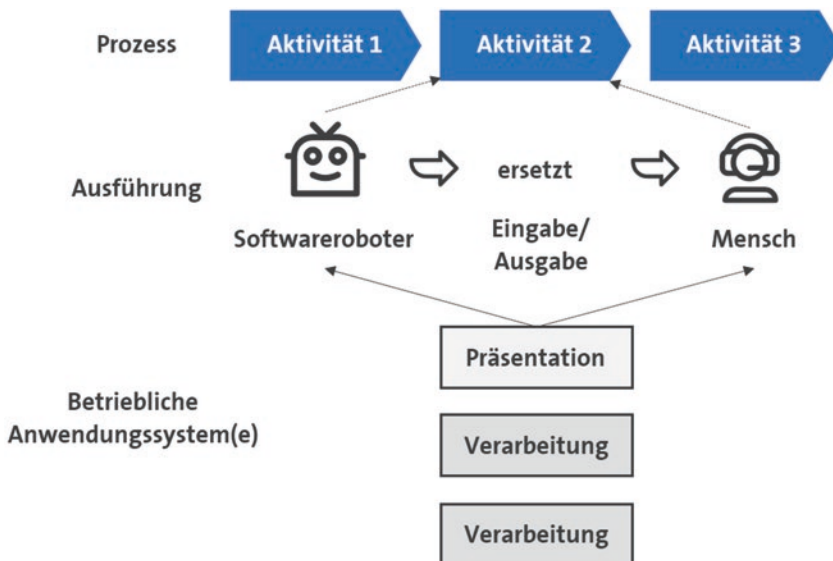 Prozess
Aktivität 1
Aktivität 2
Aktivität 3
Ausführung
ersetzt
Softwareroboter
Eingabe/
Ausgabe
Mensch
Präsentation
Betriebliche
Anwendungssystem(e)
Verarbeitung
Verarbeitung